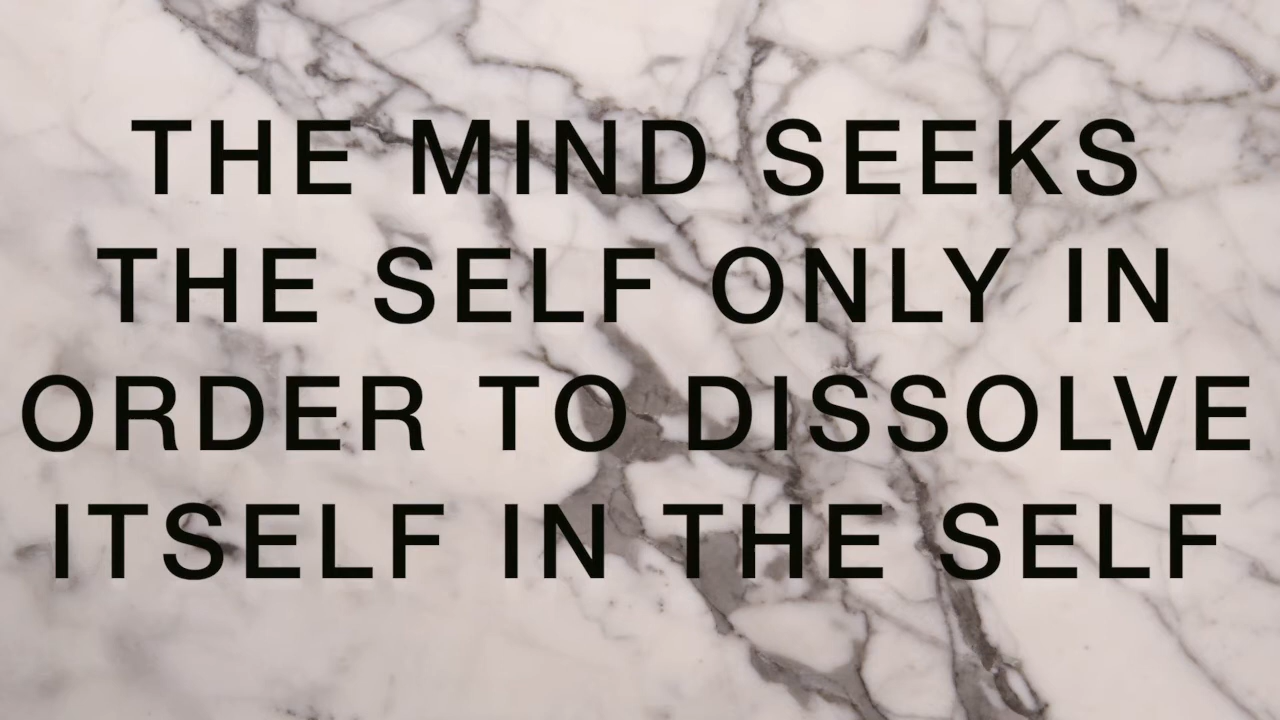 THE MIND SEEKS
THE SELF ONLY IN
ORDER TO DISSOLVE
ITSELF IN THE SELF